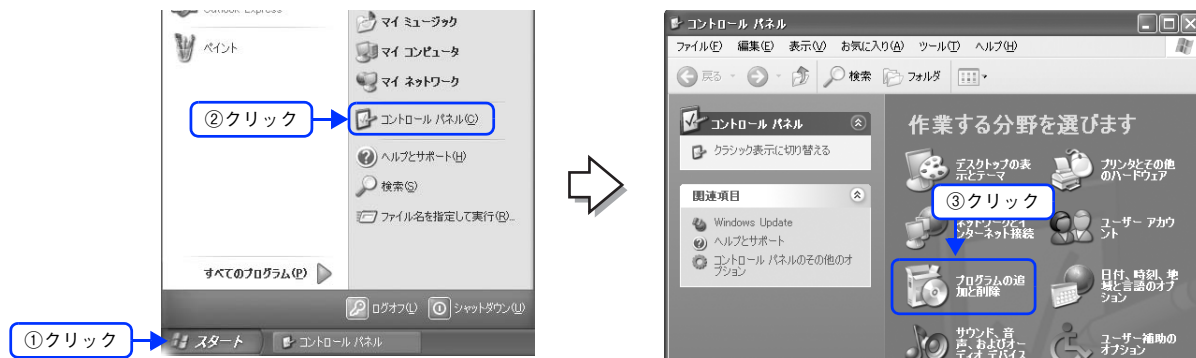 Outlook Express
ペイント
マイ ミュージック
マイ コンピュータ
マイ ネットワーク
②クリック
コントロール パネル(C)
ヘルプとサポート(H)
検索(S)
ファイル名を指定して実行(R)...
すべてのプログラム(P)
ログオフ(L)
シャットダウン(U)
①クリック
スタート
コントロール パネル
コントロール パネル
ファイル(F) 編集(E) 表示(V) お気に入り(A) ツール(T) ヘルプ(H)
戻る
検索
フォルダ
コントロール パネル
クラシック表示に切り替える
関連項目
Windows Update
ヘルプとサポート
コントロール パネルのその他のオ
プション
作業する分野を選びます
デスクトップの表
示とテーマ
プリンタとその他
のハードウェア
③クリック
ネットワークとイ
ンターネット接続
ユーザー アカウ
ント
プログラムの追
加と削除
日付、時刻、地
域と言語のオプ
ション
サウンド、音
声、およびオー
ディオ デバイス
ユーザー補助の
オプション